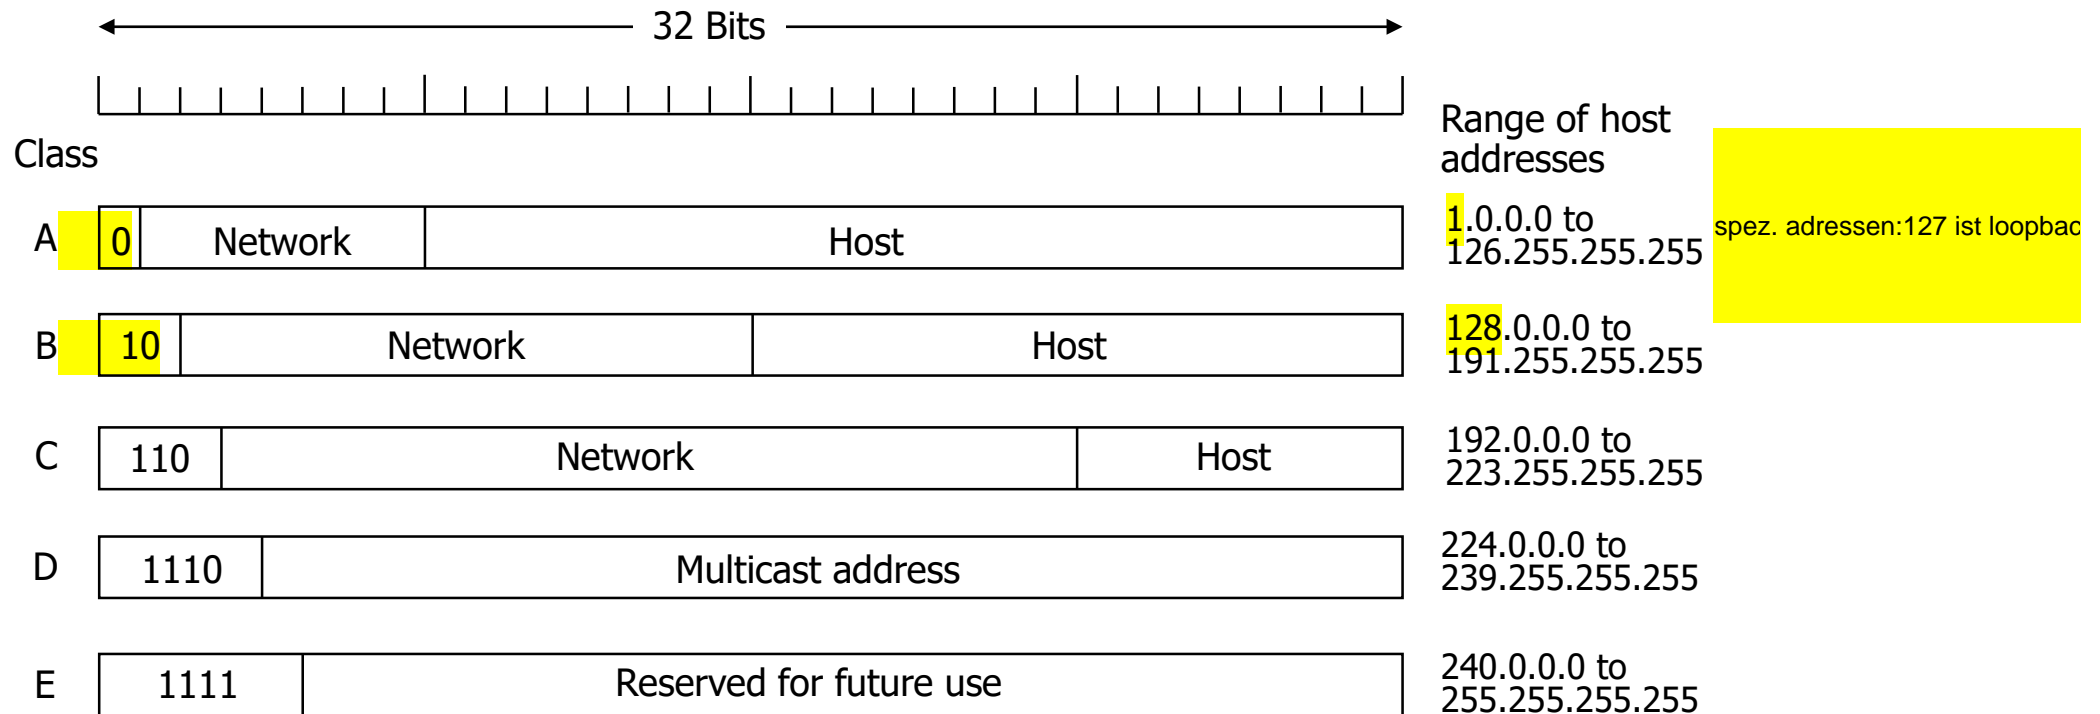 32 Bits
Range of host
addresses
Class
A 0 Network Host 1.0.0.0 to
126.255.255.255
spez. adressen:127 ist loopbac
B 10 Network Host 128.0.0.0 to
191.255.255.255
C 110 Network Host 192.0.0.0 to
223.255.255.255
D 1110 Multicast address 224.0.0.0 to
239.255.255.255
E 1111 Reserved for future use 240.0.0.0 to
255.255.255.255